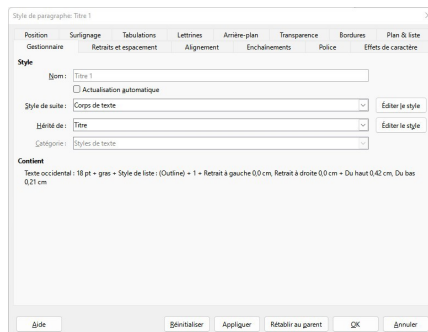 Style de paragraphe: Titre 1
Position Surlignage Tabulations Lettrines Arrière-plan Transparence Bordures Plan & liste
Gestionnaire Retraits et espacement Alignement Enchaînements Police Effets de caractère
Style
Nom : Titre 1
Actualisation automatique
Style de suite : Corps de texte Éditer le style
Hérité de : Titre Éditer le style
Catégorie : Styles de texte
Contient
Texte occidental : 18 pt + gras + Style de liste : (Outline) + 1 + Retrait à gauche 0,0 cm, Retrait à droite 0,0 cm + Du haut 0,42 cm, Du bas
0,21 cm
Aide Réinitialiser Appliquer Rétablir au parent OK Annuler